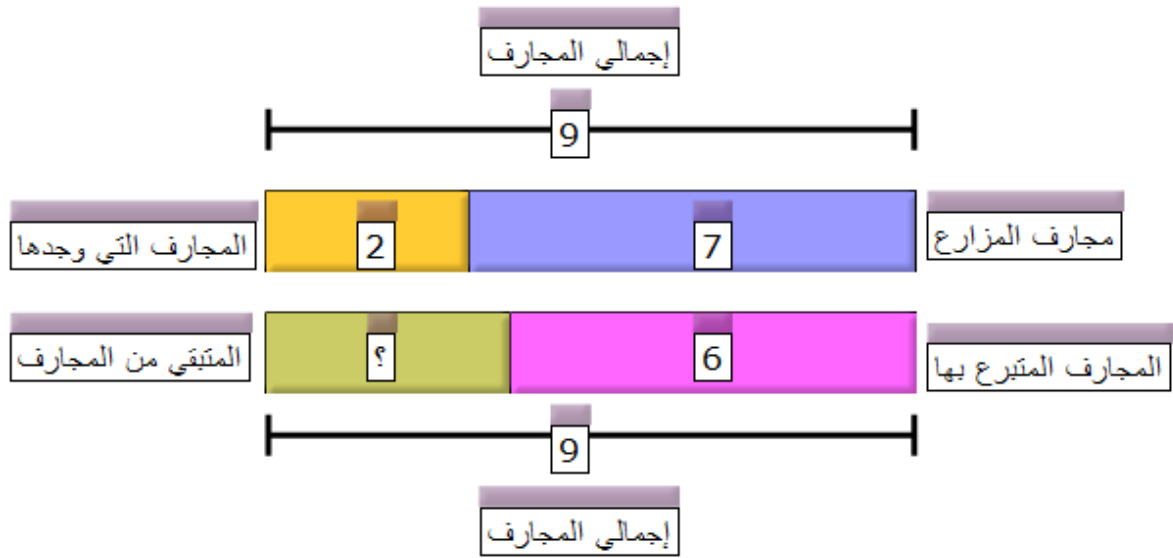 إجمالي المجارف
9
مجارف المزارع
7
2
المجارف التي وجدها
المجارف المتبرع بها
6
؟
المتبقي من المجارف
9
إجمالي المجارف